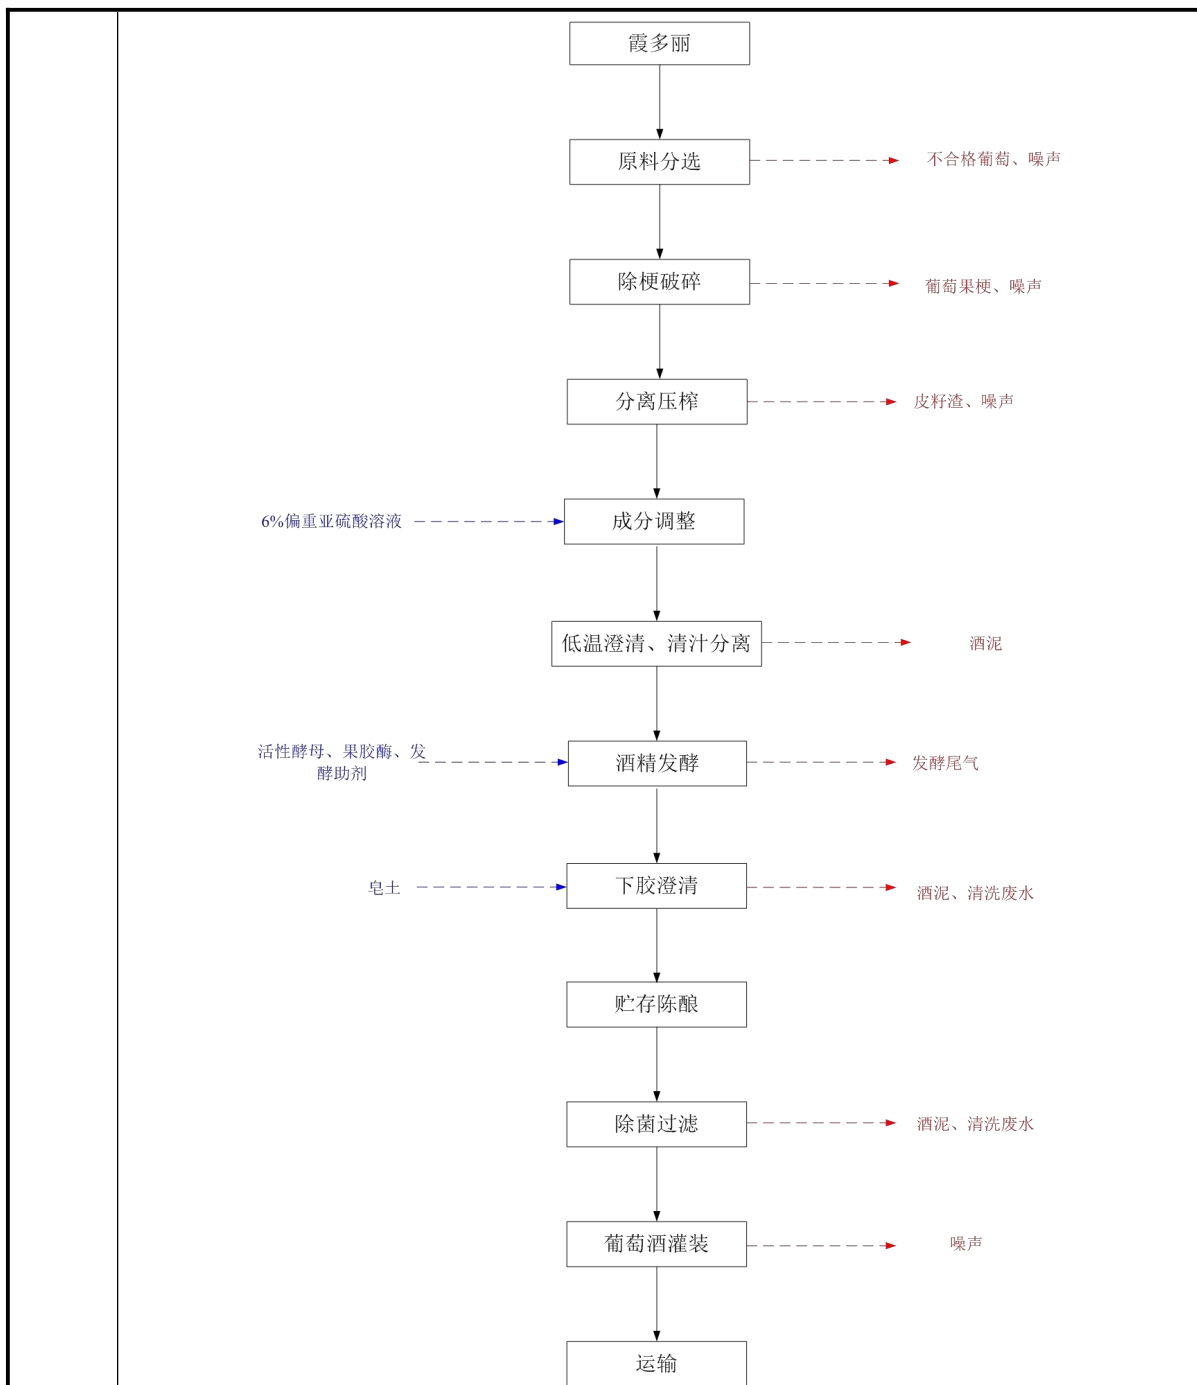 霞多丽
原料分选
不合格葡萄、噪声
除梗破碎
葡萄果梗、噪声
分离压榨
皮籽渣、噪声
6%偏重亚硫酸溶液
成分调整
低温澄清、清汁分离
酒泥
活性酵母、果胶酶、发
酵助剂
酒精发酵
发酵尾气
皂土
下胶澄清
酒泥、清洗废水
贮存陈酿
除菌过滤
酒泥、清洗废水
葡萄酒灌装
噪声
运输